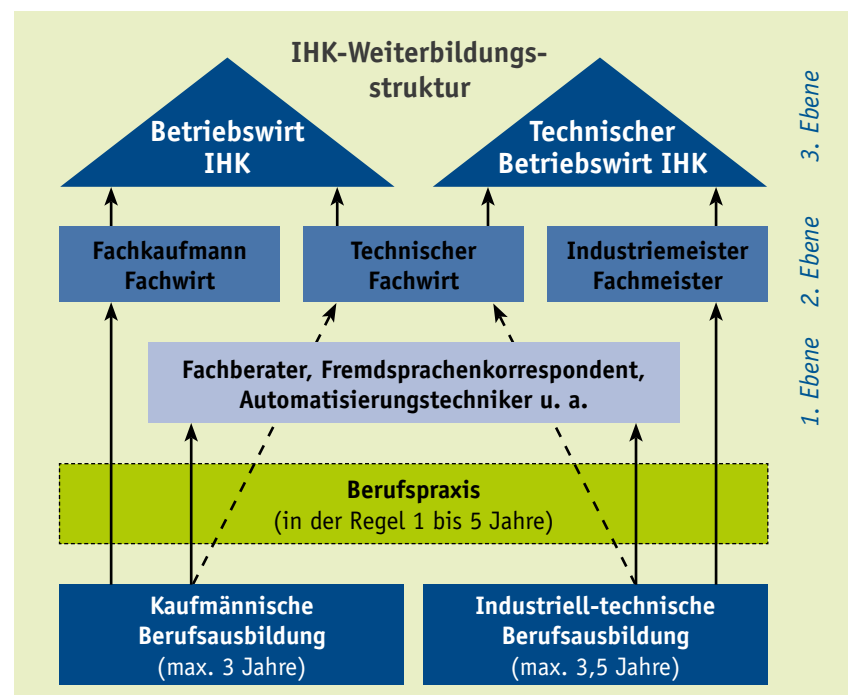 IHK-Weiterbildungs-
struktur
Betriebswirt
IHK
Technischer
Betriebswirt IHK
3. Ebene
Fachkaufmann
Fachwirt
Technischer
Fachwirt
Industriemeister
Fachmeister
2. Ebene
Fachberater, Fremdsprachenkorrespondent,
Automatisierungstechniker u. a.
1. Ebene
Berufspraxis
(in der Regel 1 bis 5 Jahre)
Kaufmännische
Berufsausbildung
(max. 3 Jahre)
Industriell-technische
Berufsausbildung
(max. 3,5 Jahre)